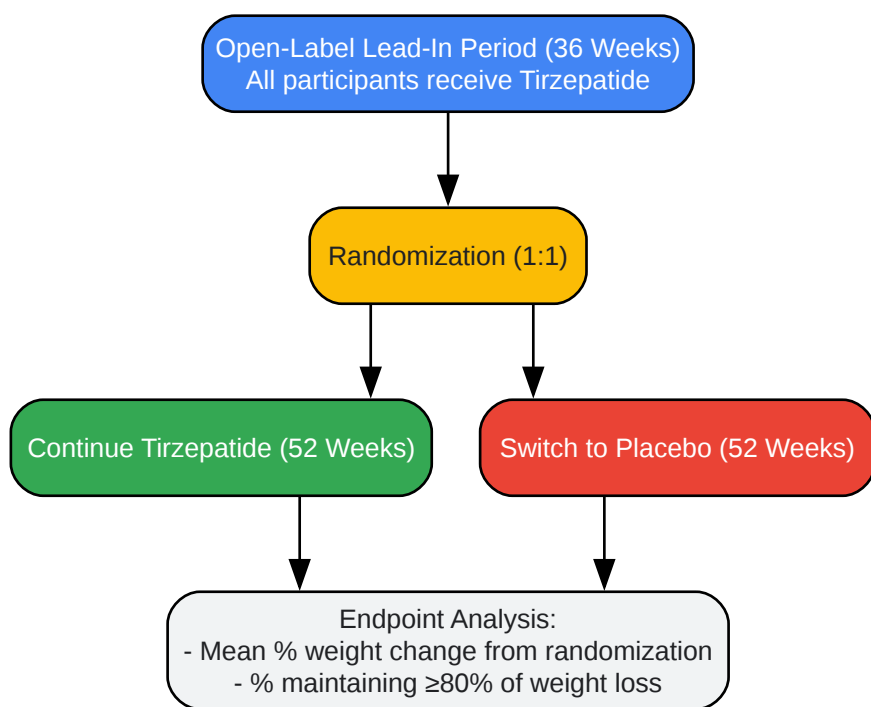 Open-Label Lead-In Period (36 Weeks)
All participants receive Tirzepatide
Randomization (1:1)
Continue Tirzepatide (52 Weeks)
Switch to Placebo (52 Weeks)
Endpoint Analysis:
- Mean % weight change from randomization
- % maintaining ≥80% of weight loss